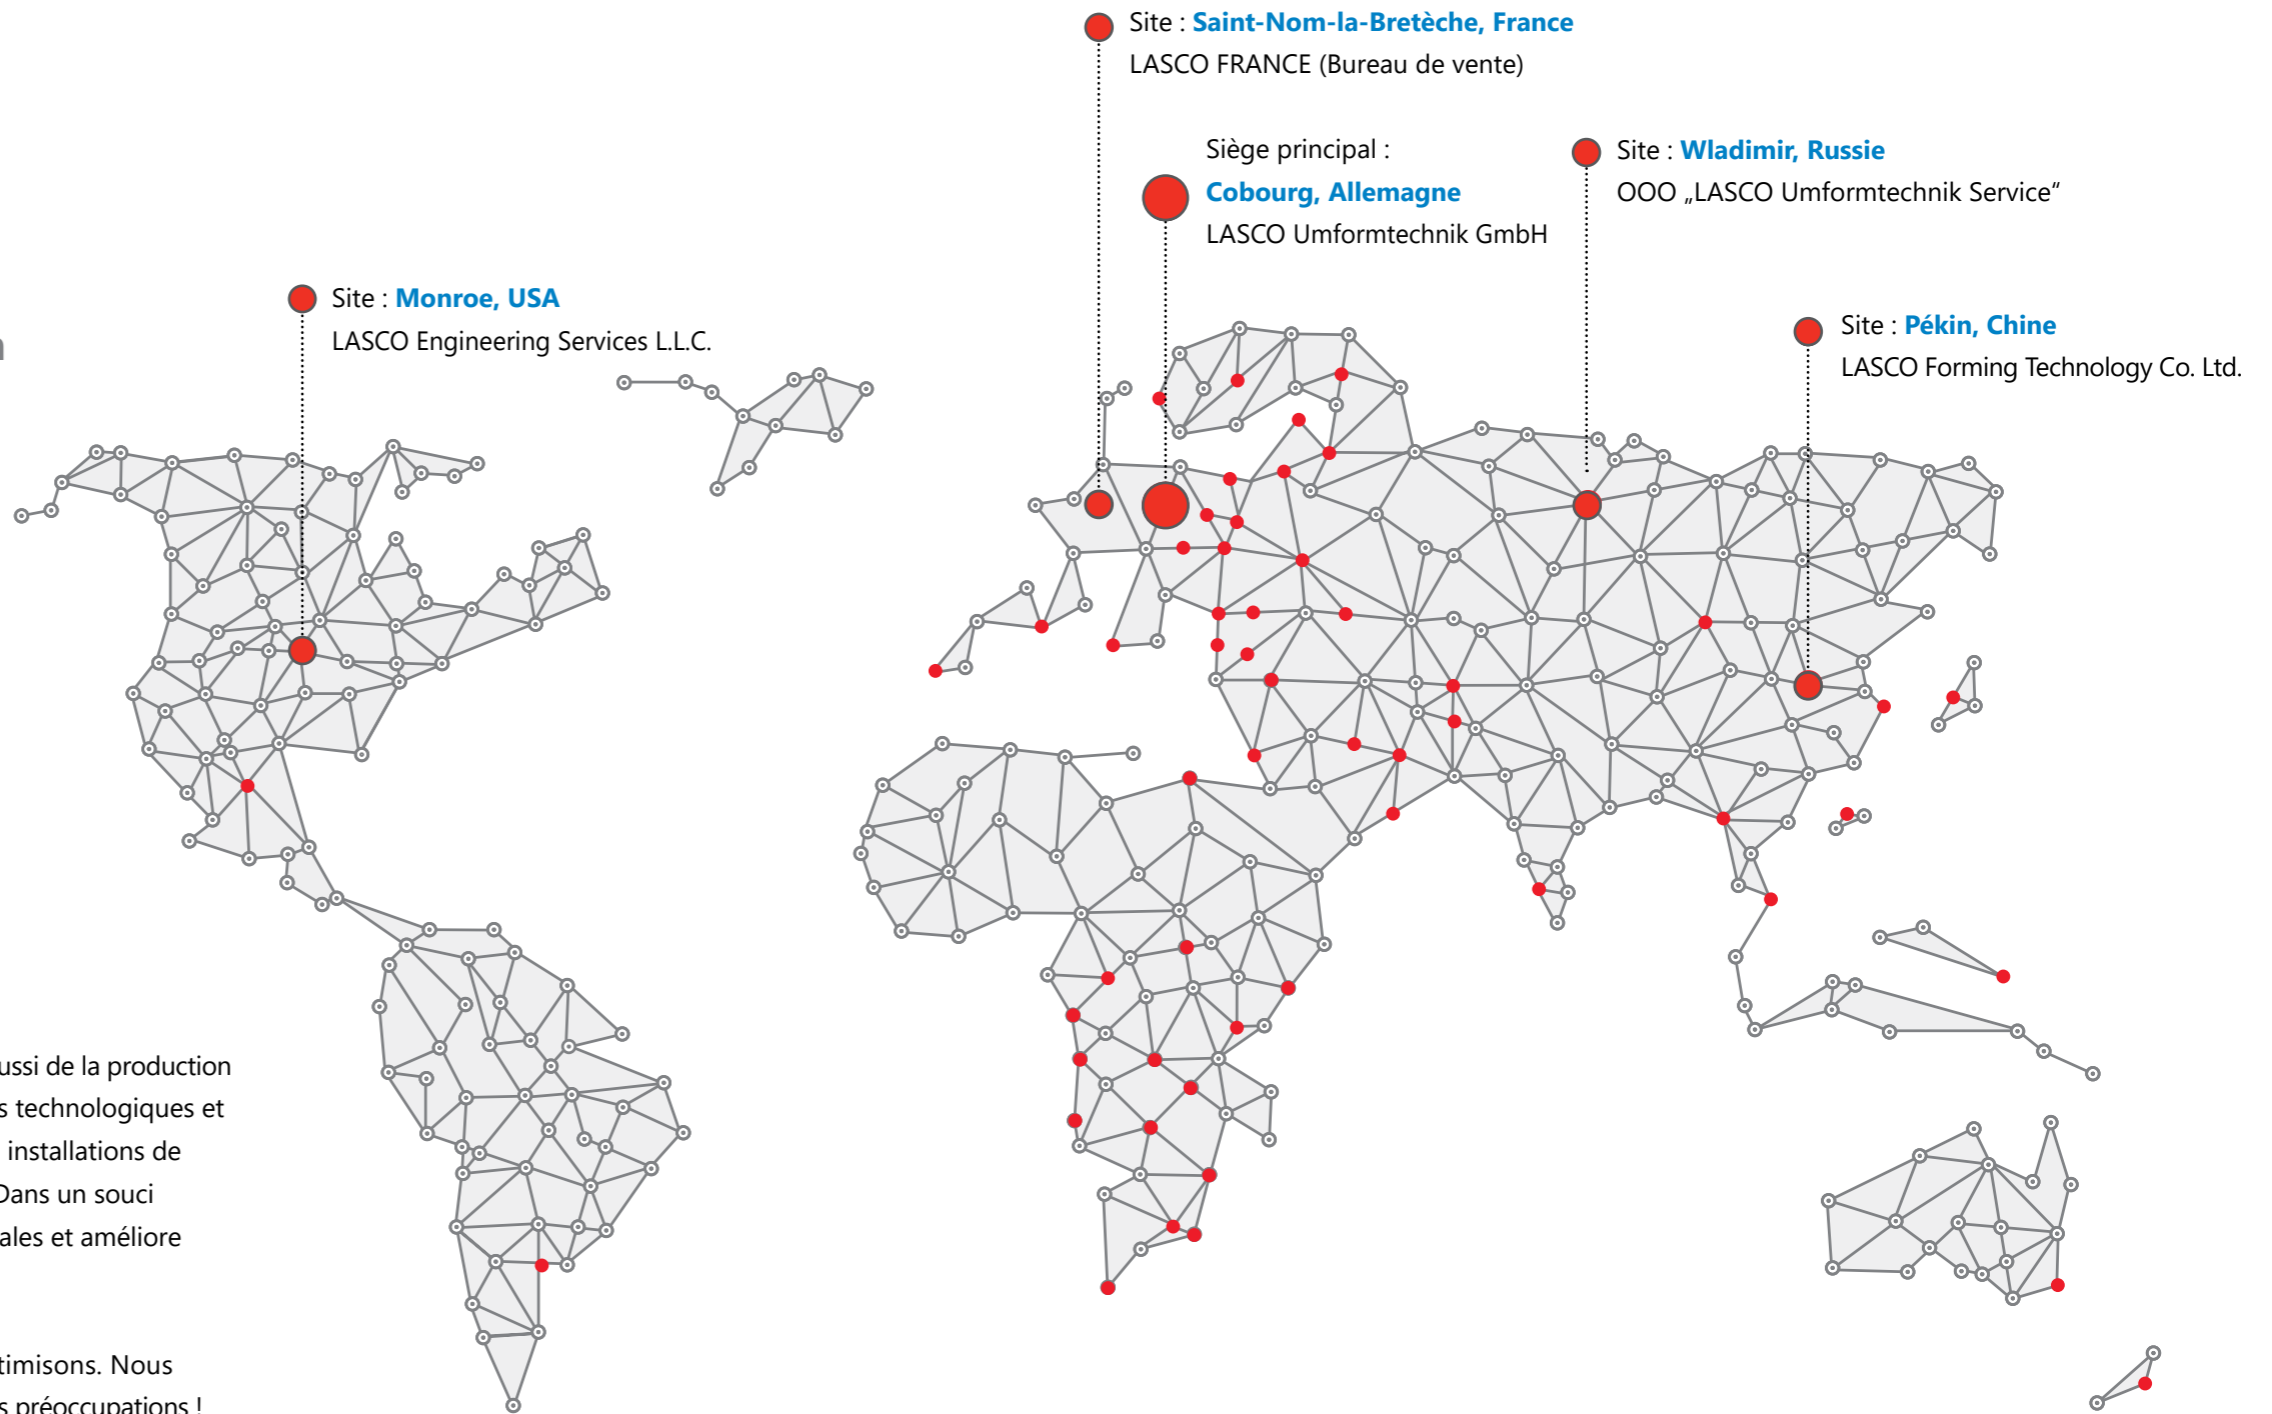 Site : Saint-Nom-la-Bretèche, France
LASCO FRANCE (Bureau de vente)
Siège principal :
Cobourg, Allemagne
LASCO Umformtechnik GmbH
Site : Wladimir, Russie
OOO „LASCO Umformtechnik Service“
Site : Monroe, USA
LASCO Engineering Services L.L.C.
Site : Pékin, Chine
LASCO Forming Technology Co. Ltd.
ussi de la production
s technologiques et
installations de
Dans un souci
ales et améliore
timisons. Nous
s préoccupations !